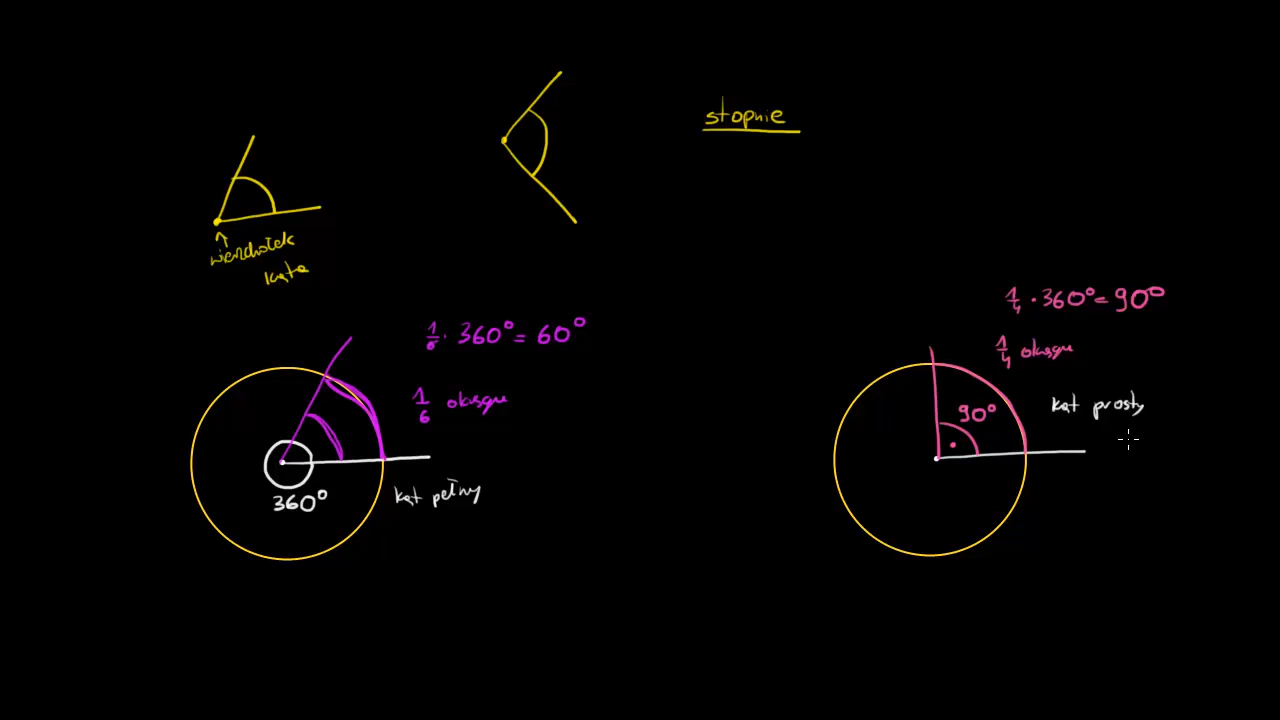 stopnie
wierzchołek
kąta
1/6 · 360° = 60°
1/6 okręgu
360°
kąt pełny
1/4 · 360° = 90°
1/4 okręgu
90°
kąt prosty